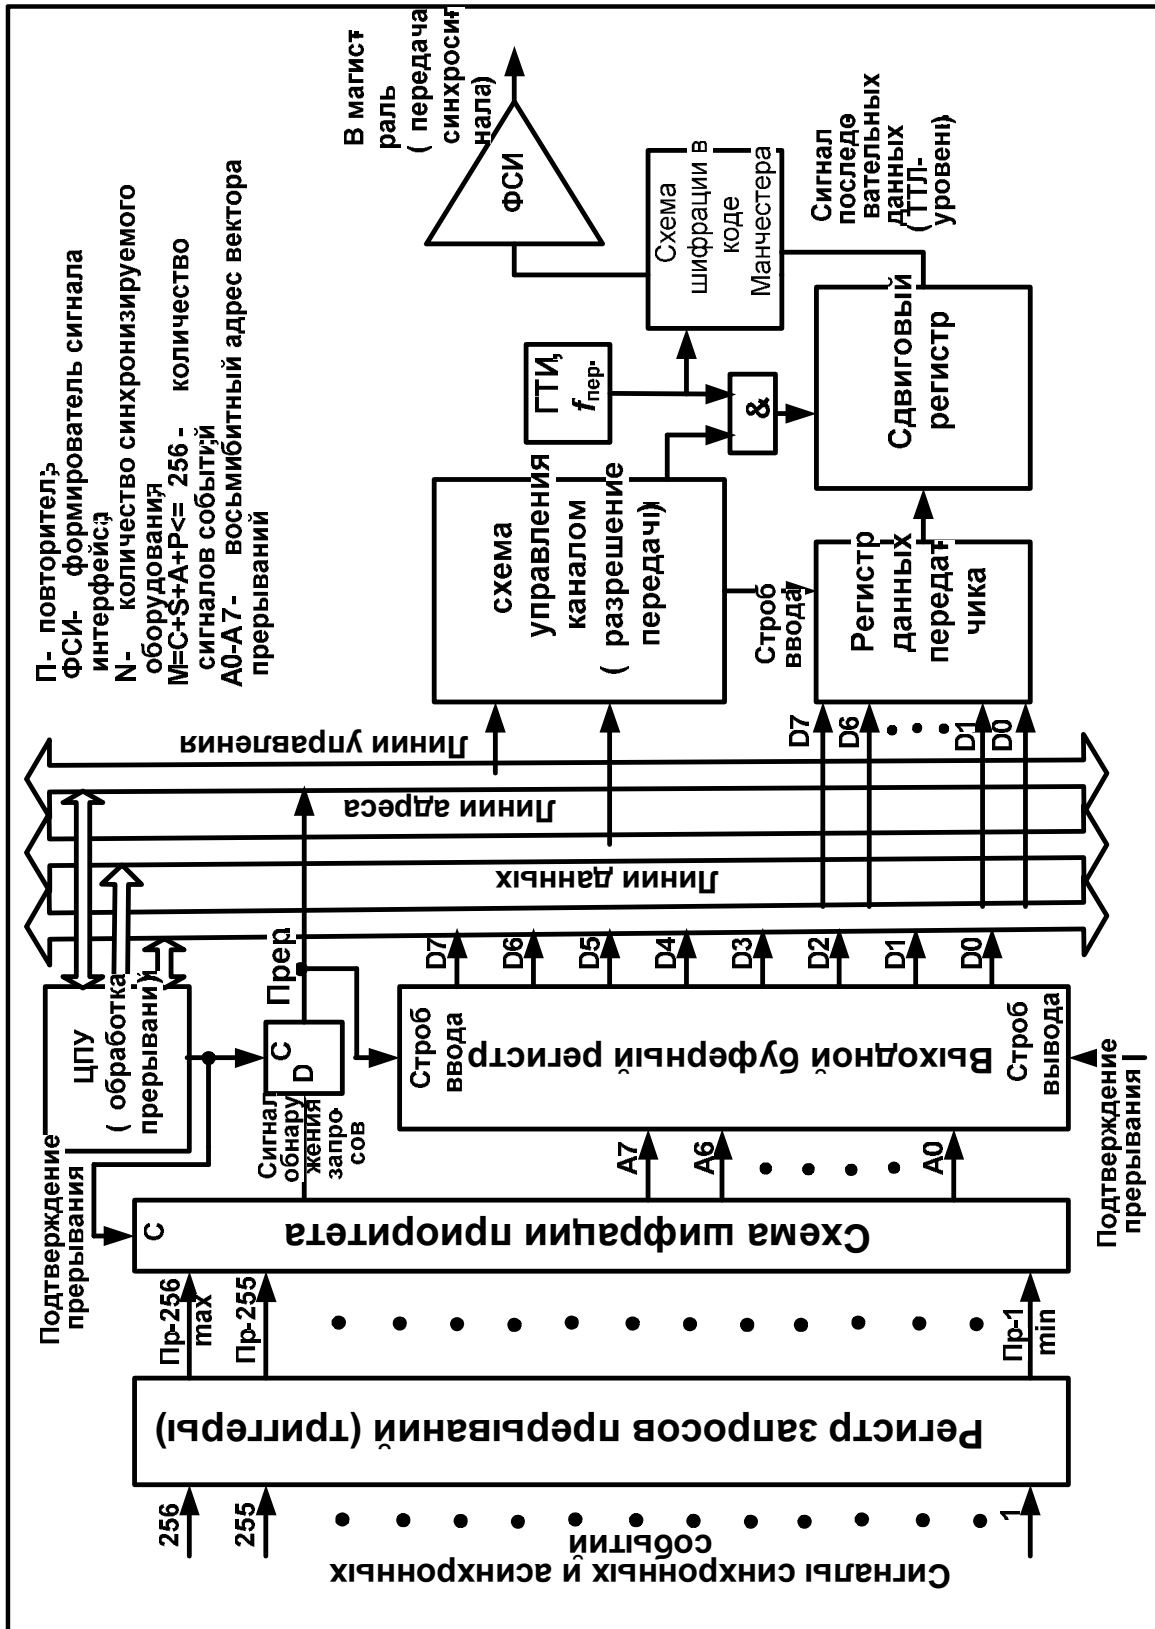 П- повторитель,
ФСИ- формирователь сигнала
интерфейса,
N- количество синхронизируемого
оборудования,
M=C+S+A+P<= 256 - количество
сигналов событий,
A0-A7 - восьмибитный адрес вектора
прерываний
В магист-
раль
( передача
синхросиг-
нала)
ФСИ
Схема
шифрации в
коде
Манчестера
Сигнал
последо-
вательных
данных
(ТТЛ-
уровень)
ГТИ,
fпер.
&
Сдвиговый
регистр
схема
управления
каналом
( разрешение
передачи)
Строб
ввода
Регистр
данных
передат-
чика
D7
D6
D1
D0
Линии управления
Линии адреса
Линии данных
ЦПУ
( обработка
прерываний)
Прер
D C
Сигнал
обнару
жения
запро-
сов
Строб
ввода
Выходной буферный регистр
Строб
вывода
D7
D6
D5
D4
D3
D2
D1
D0
Подтверждение
прерывания
A7
A6
A0
Подтверждение
прерывания
C
Схема шифрации приоритета
Пр-256
max
Пр-255
Пр-1
min
Регистр запросов прерываний (триггеры)
256
255
1
Сигналы синхронных и асинхронных
событий